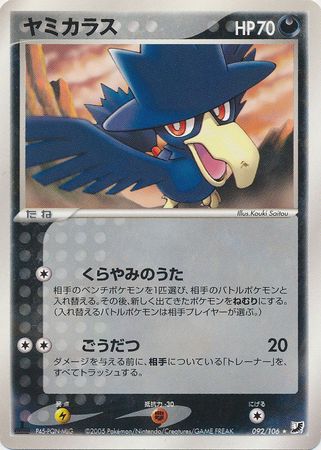 ヤミカラス HP70
Illus.Kouki Saitou
たね
くらやみのうた
相手のベンチポケモンを1匹選び、相手のバトルポケモンと
入れ替える。その後、新しく出てきたポケモンをねむりにする。
(入れ替えるバトルポケモンは相手プレイヤーが選ぶ。)
ごうだつ 20
ダメージを与える前に、相手についている「トレーナー」を、
すべてトラッシュする。
弱点 抵抗力 -30 にげる
©2005 Pokémon/Nintendo/Creatures/GAME FREAK
092/106